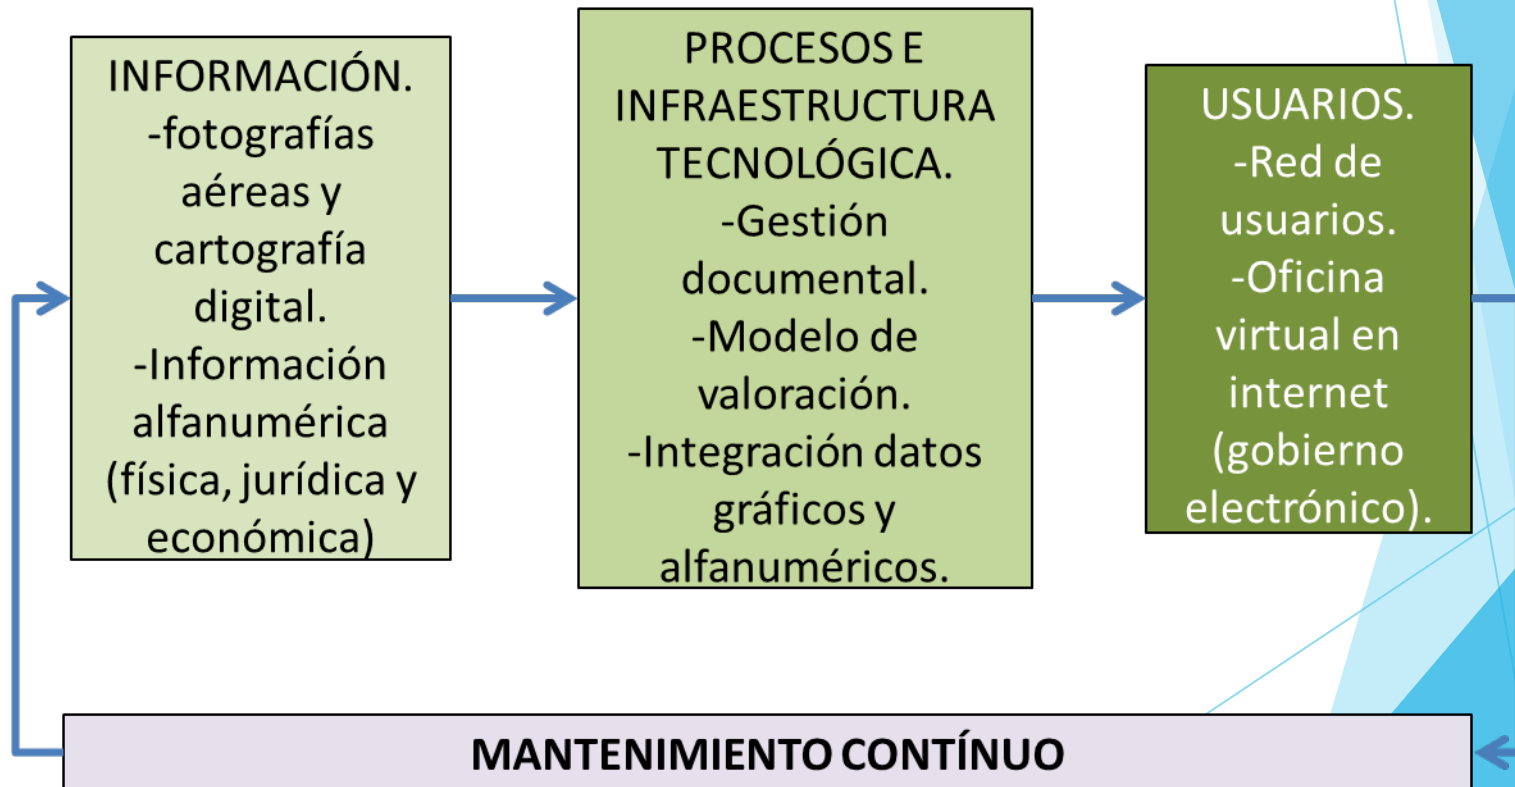 INFORMACIÓN.
-fotografías
aéreas y
cartografía
digital.
-Información
alfanumérica
(física, jurídica y
económica)
PROCESOS E
INFRAESTRUCTURA
TECNOLÓGICA.
-Gestión
documental.
-Modelo de
valoración.
-Integración datos
gráficos y
alfanuméricos.
USUARIOS.
-Red de
usuarios.
-Oficina
virtual en
internet
(gobierno
electrónico).
MANTENIMIENTO CONTÍNUO